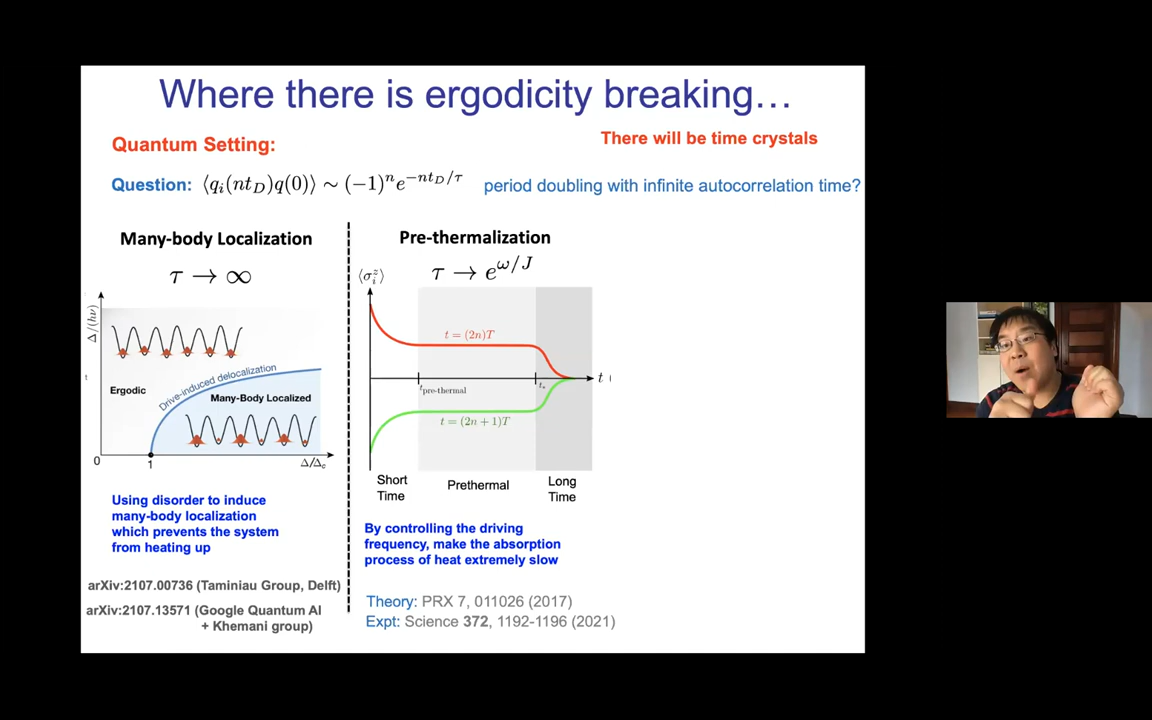 Where there is ergodicity breaking…
Quantum Setting:
There will be time crystals
Question: ⟨q_i(nt_D)q(0)⟩ ∼ (−1)^n e^{−nt_D/τ} period doubling with infinite autocorrelation time?
Many-body Localization
τ → ∞
Δ/(hν)
t
Ergodic
Drive-induced delocalization
Many-Body Localized
0
1
Δ/Δ_c
Using disorder to induce
many-body localization
which prevents the system
from heating up
arXiv:2107.00736 (Taminiau Group, Delft)
arXiv:2107.13571 (Google Quantum AI
+ Khemani group)
Pre-thermalization
⟨σ_i^z⟩
τ → e^{ω/J}
t = (2n)T
t_pre-thermal
t_*
t
t = (2n + 1)T
Short
Time
Prethermal
Long
Time
By controlling the driving
frequency, make the absorption
process of heat extremely slow
Theory: PRX 7, 011026 (2017)
Expt: Science 372, 1192-1196 (2021)